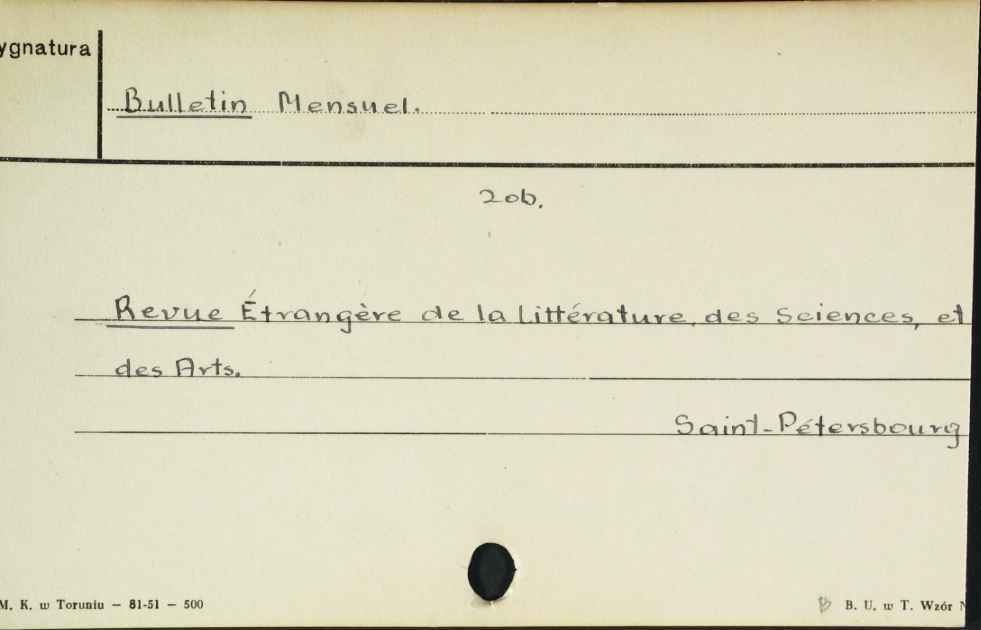 ygnatura
Bulletin Mensuel.
zob.
Revue Étrangère de la Littérature, des Sciences, et
des Arts.
Saint-Pétersbourg
M. K. w Toruniu — 81-51 — 500
B. U. w T. Wzór N